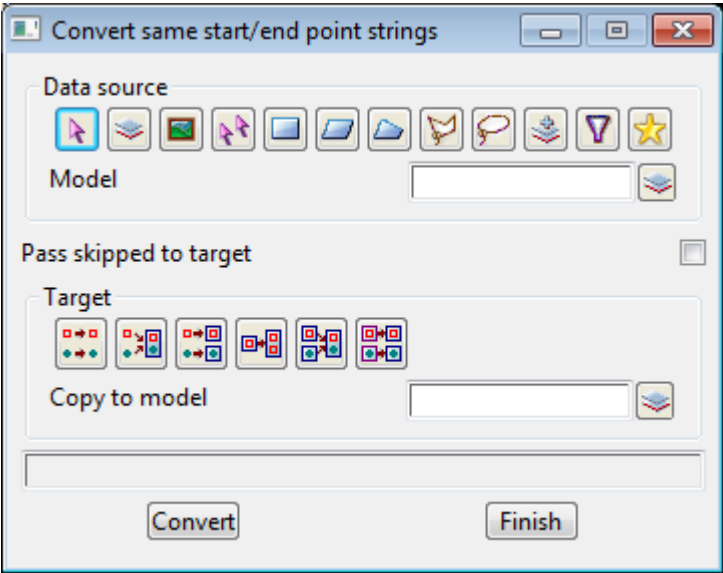 Convert same start/end point strings
Data source
Model
Pass skipped to target
Target
Copy to model
Convert Finish